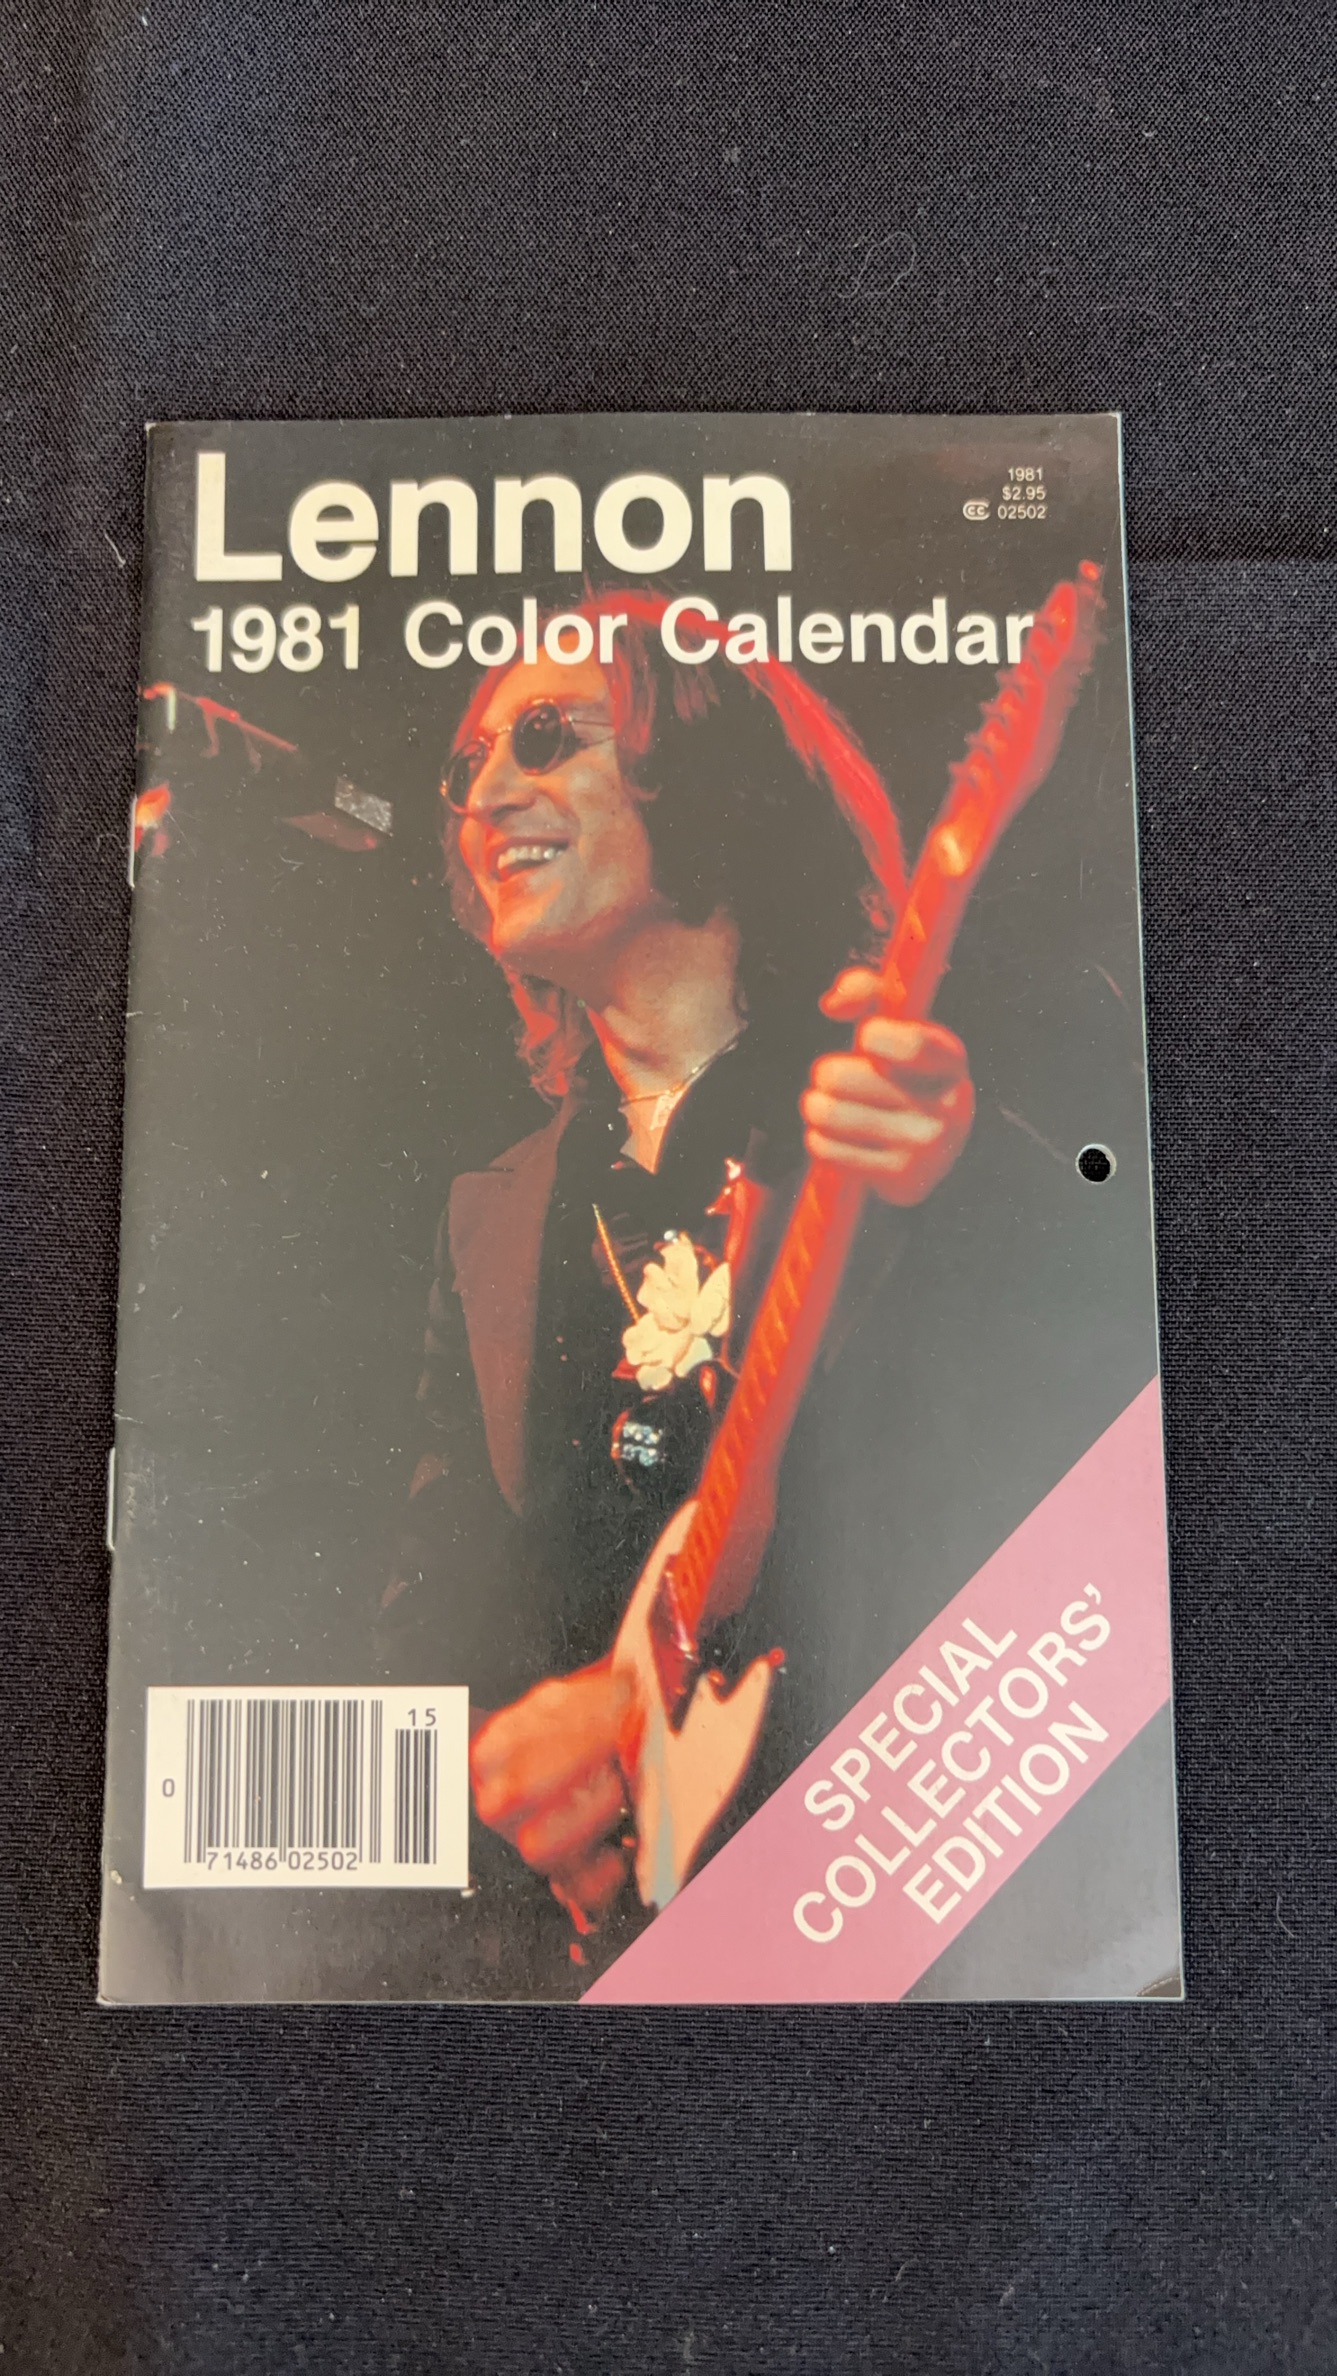 Lennon
1981
$2.95
CC 02502
1981 Color Calendar
SPECIAL
COLLECTORS'
EDITION
15
0
71486 02502